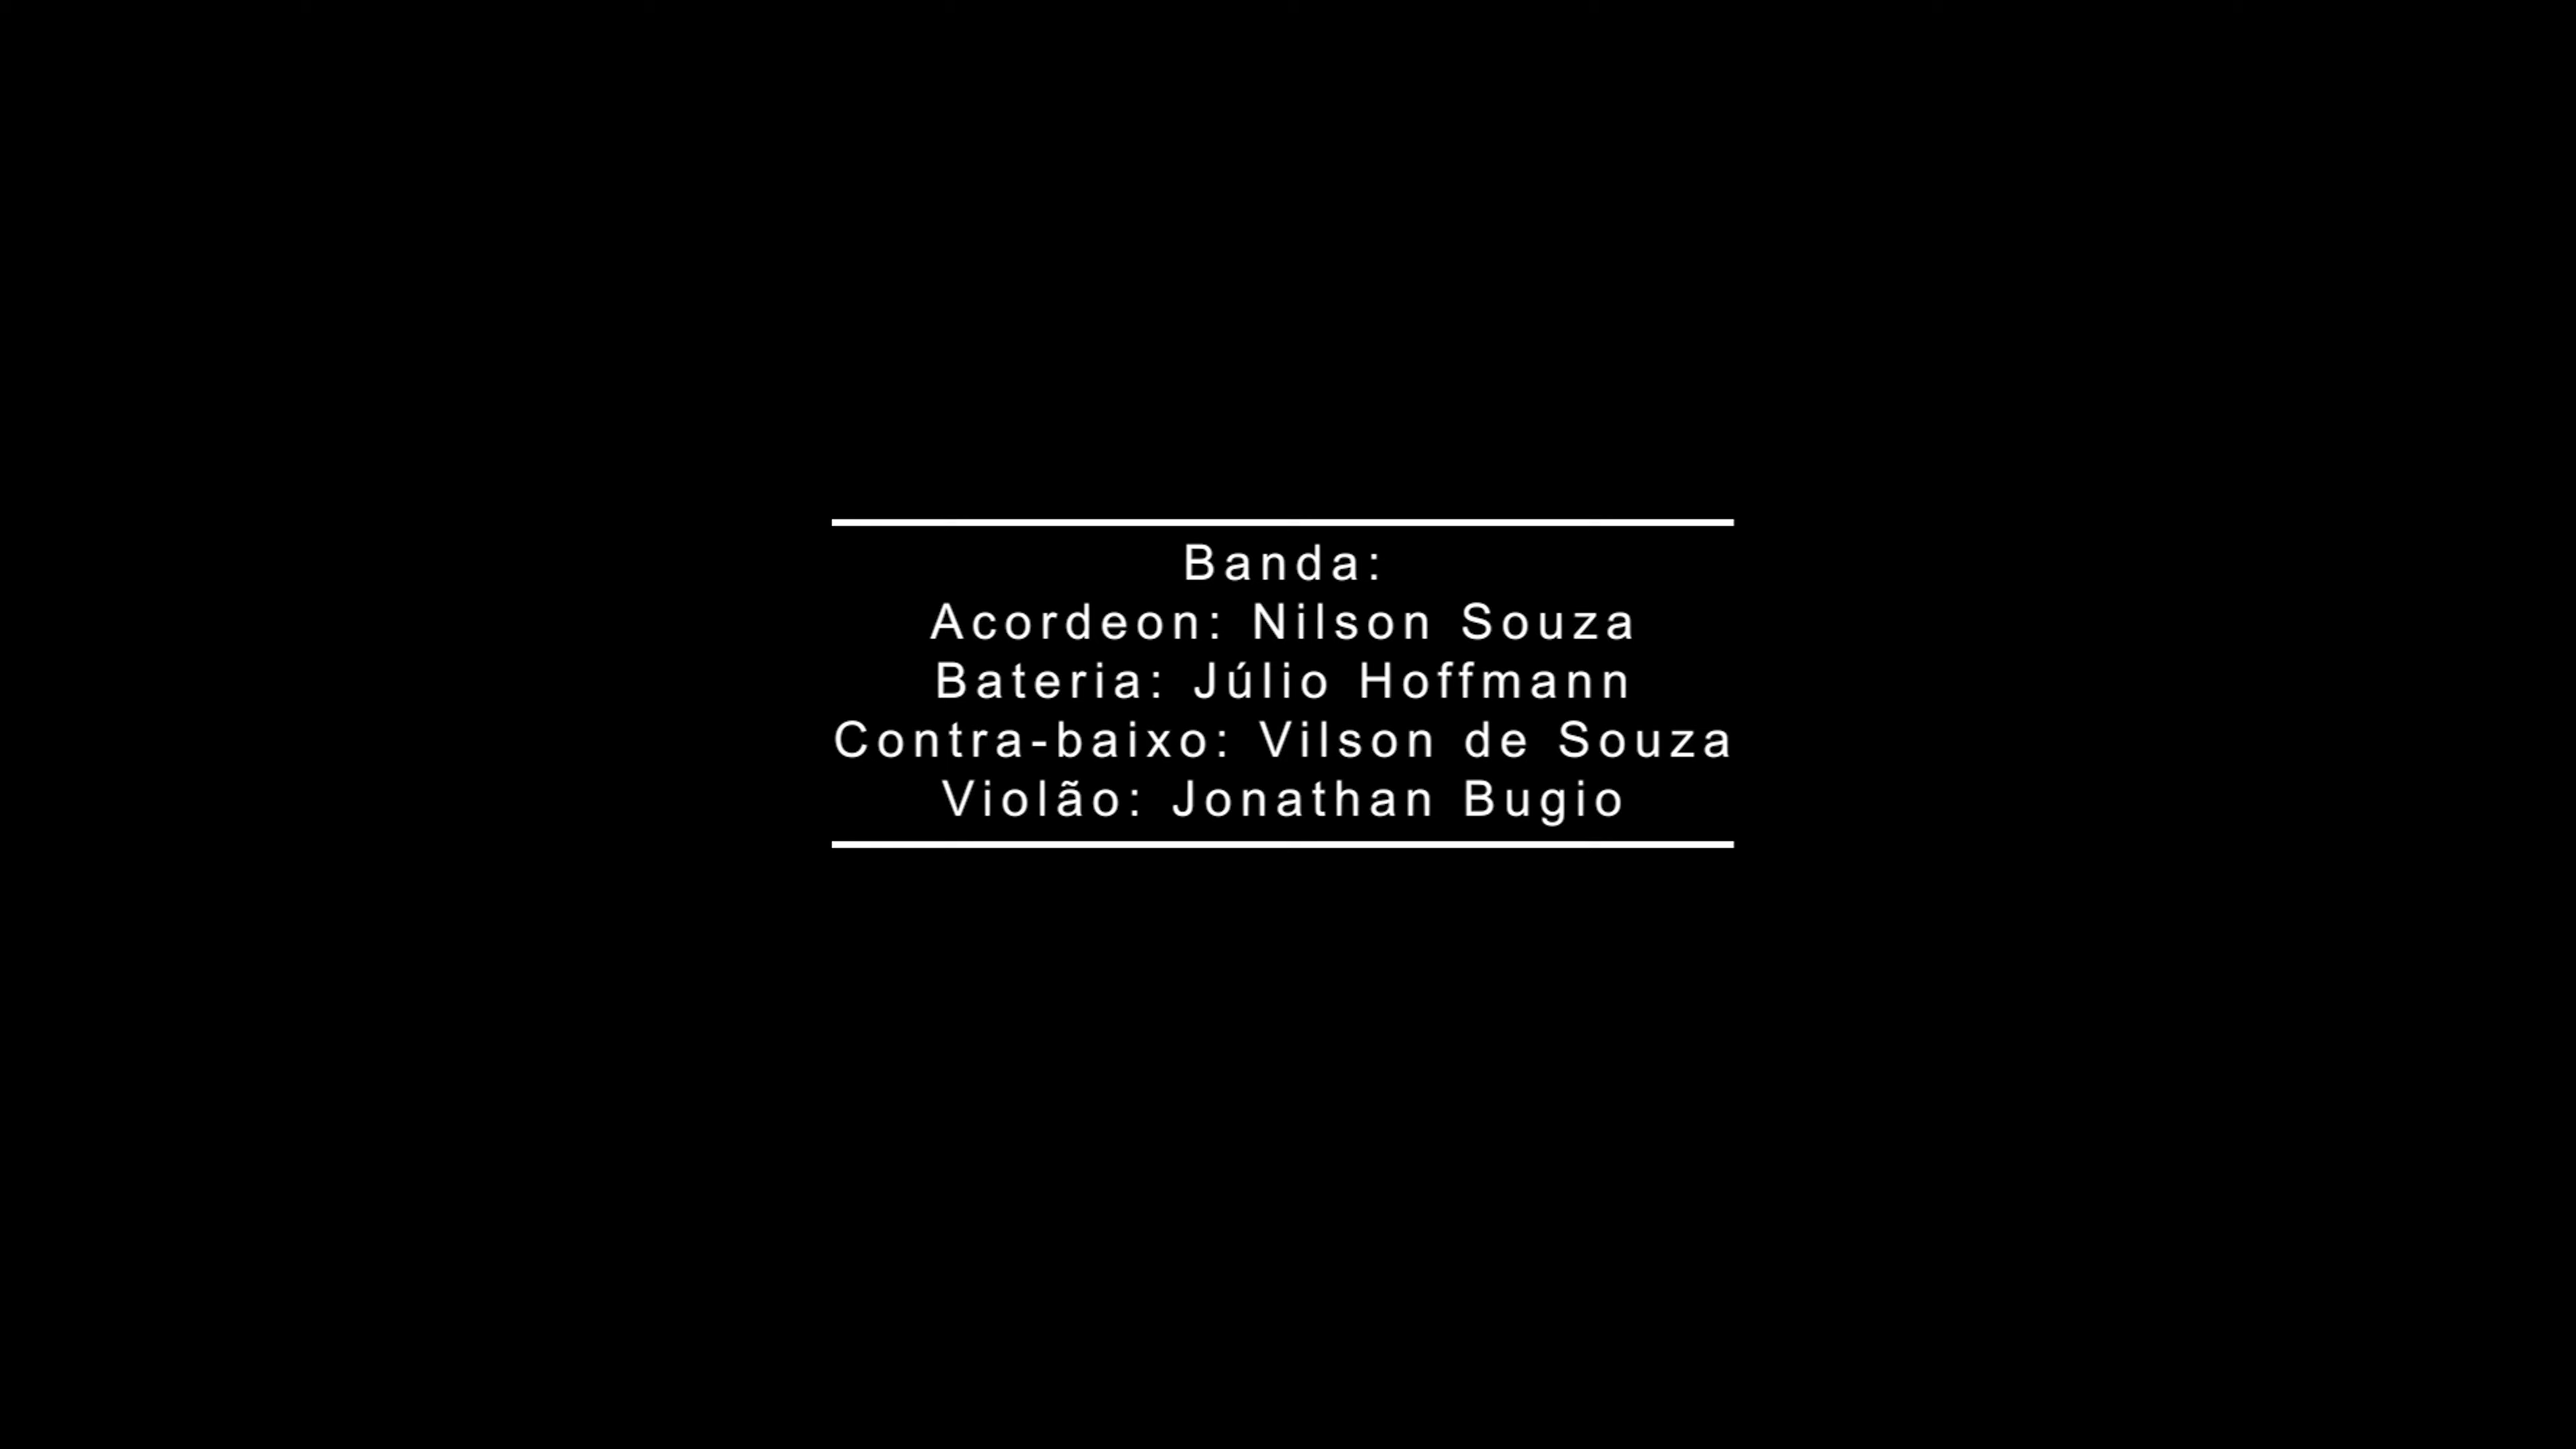 Banda:
Acordeon: Nilson Souza
Bateria: Júlio Hoffmann
Contra-baixo: Vilson de Souza
Violão: Jonathan Bugio